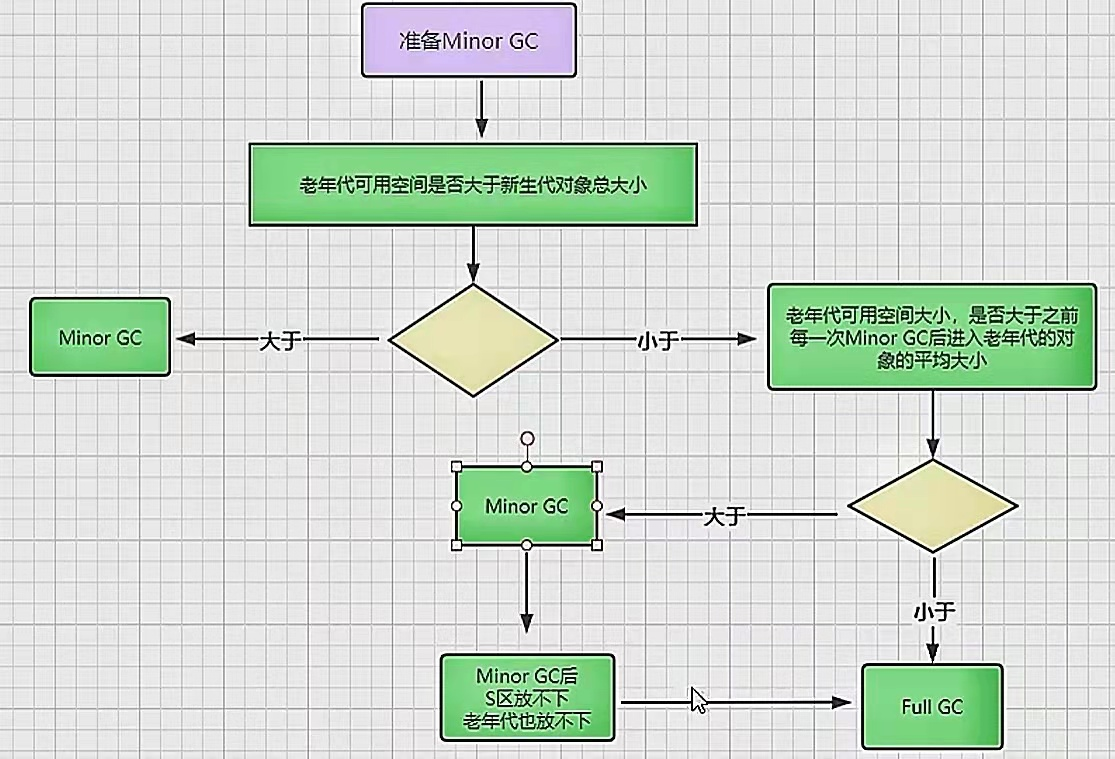 准备Minor GC
老年代可用空间是否大于新生代对象总大小
Minor GC
大于
小于
老年代可用空间大小，是否大于之前
每一次Minor GC后进入老年代的对
象的平均大小
Minor GC
大于
小于
Minor GC后
S区放不下
老年代也放不下
Full GC